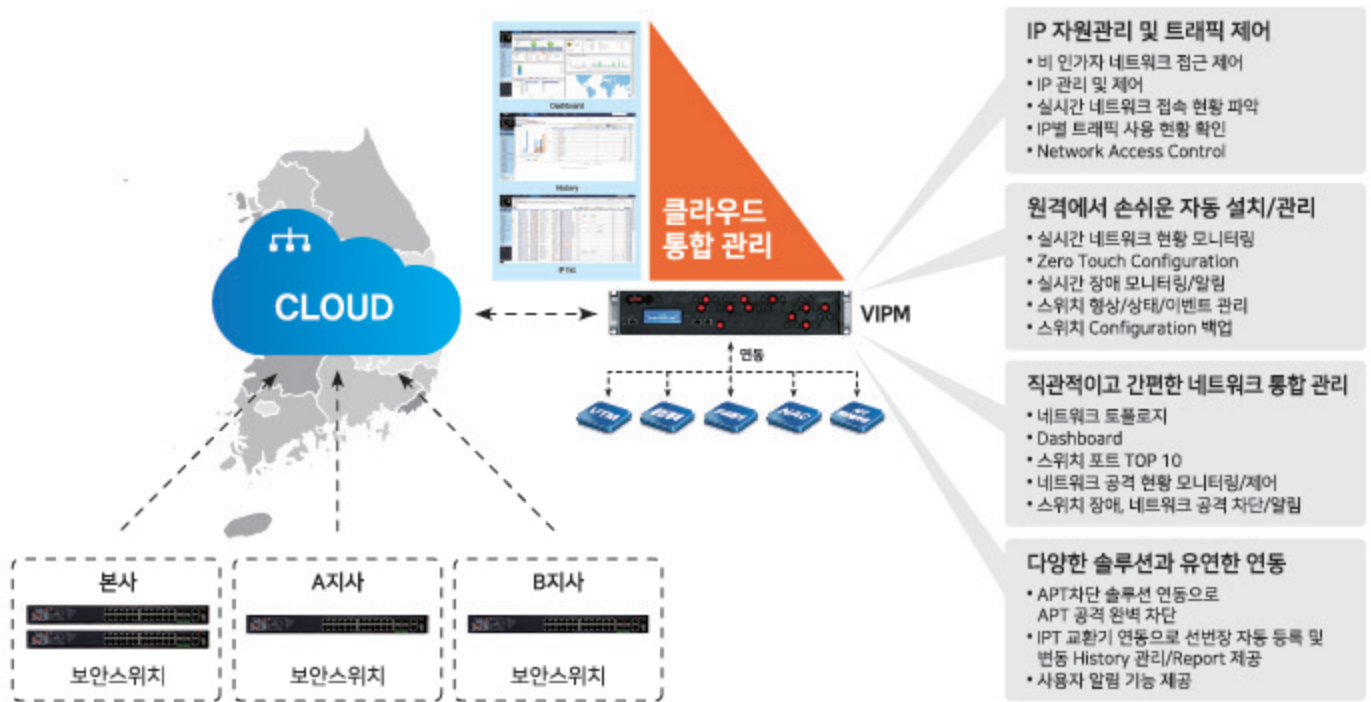 Dashboard
History
IP list
클라우드
통합 관리
CLOUD
VIPM
연동
UTM
NAC
본사
보안스위치
A지사
보안스위치
B지사
보안스위치
IP 자원관리 및 트래픽 제어
• 비 인가자 네트워크 접근 제어
• IP 관리 및 제어
• 실시간 네트워크 접속 현황 파악
• IP별 트래픽 사용 현황 확인
• Network Access Control
원격에서 손쉬운 자동 설치/관리
• 실시간 네트워크 현황 모니터링
• Zero Touch Configuration
• 실시간 장애 모니터링/알림
• 스위치 형상/상태/이벤트 관리
• 스위치 Configuration 백업
직관적이고 간편한 네트워크 통합 관리
• 네트워크 토폴로지
• Dashboard
• 스위치 포트 TOP 10
• 네트워크 공격 현황 모니터링/제어
• 스위치 장애, 네트워크 공격 차단/알림
다양한 솔루션과 유연한 연동
• APT차단 솔루션 연동으로
APT 공격 완벽 차단
• IPT 교환기 연동으로 선번장 자동 등록 및
변동 History 관리/Report 제공
• 사용자 알림 기능 제공